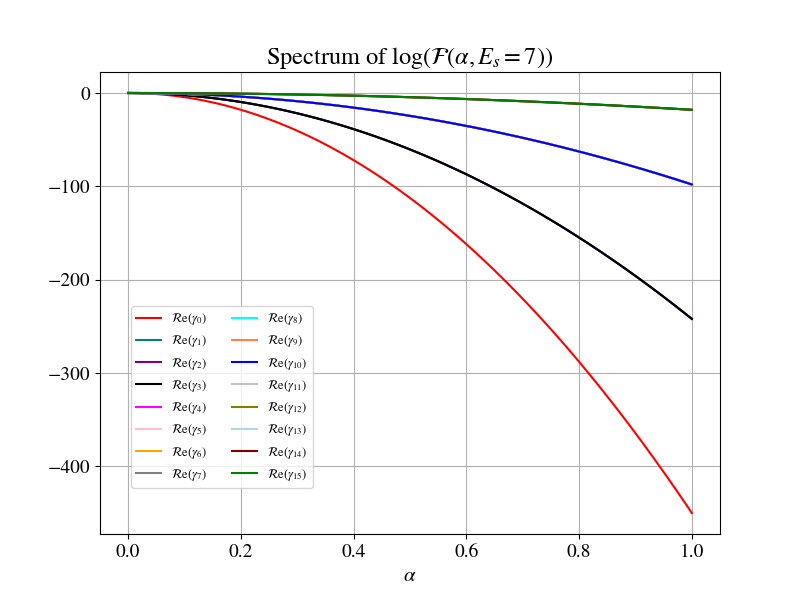 Spectrum of log(𝓕(α, E_s = 7))
0
−100
−200
−300
−400
𝓡e(γ₀) 𝓡e(γ₈)
𝓡e(γ₁) 𝓡e(γ₉)
𝓡e(γ₂) 𝓡e(γ₁₀)
𝓡e(γ₃) 𝓡e(γ₁₁)
𝓡e(γ₄) 𝓡e(γ₁₂)
𝓡e(γ₅) 𝓡e(γ₁₃)
𝓡e(γ₆) 𝓡e(γ₁₄)
𝓡e(γ₇) 𝓡e(γ₁₅)
0.0 0.2 0.4 0.6 0.8 1.0
α